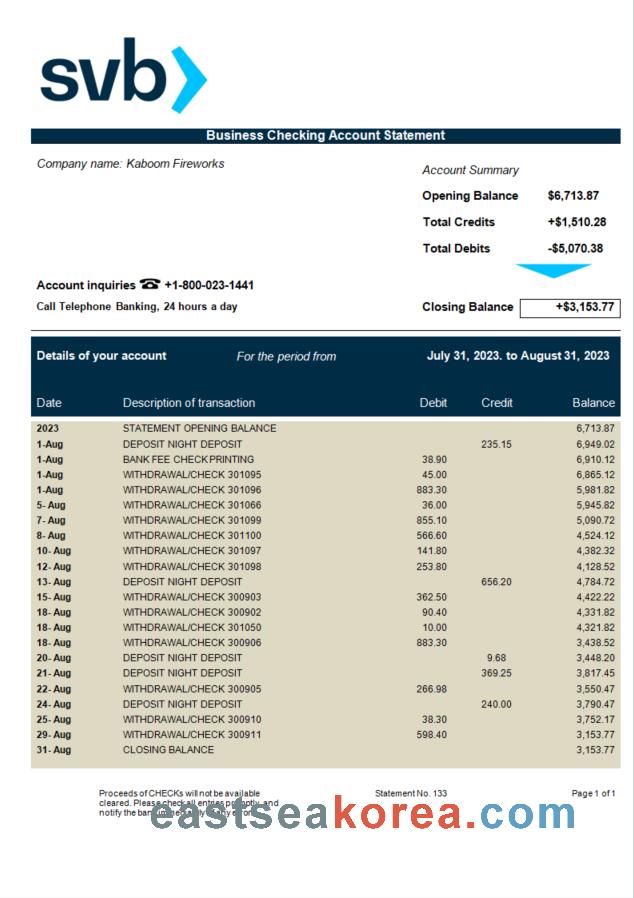 svb
Business Checking Account Statement
Company name: Kaboom Fireworks
Account Summary
Opening Balance $6,713.87
Total Credits +$1,510.28
Total Debits -$5,070.38
Account inquiries ☎ +1-800-023-1441
Call Telephone Banking, 24 hours a day
Closing Balance +$3,153.77
Details of your account For the period from July 31, 2023. to August 31, 2023
Date Description of transaction Debit Credit Balance
2023 STATEMENT OPENING BALANCE 6,713.87
1-Aug DEPOSIT NIGHT DEPOSIT 235.15 6,949.02
1-Aug BANK FEE CHECK PRINTING 38.90 6,910.12
1-Aug WITHDRAWAL/CHECK 301095 45.00 6,865.12
1-Aug WITHDRAWAL/CHECK 301096 883.30 5,981.82
5- Aug WITHDRAWAL/CHECK 301066 36.00 5,945.82
7- Aug WITHDRAWAL/CHECK 301099 855.10 5,090.72
8- Aug WITHDRAWAL/CHECK 301100 566.60 4,524.12
10- Aug WITHDRAWAL/CHECK 301097 141.80 4,382.32
12- Aug WITHDRAWAL/CHECK 301098 253.80 4,128.52
13- Aug DEPOSIT NIGHT DEPOSIT 656.20 4,784.72
15- Aug WITHDRAWAL/CHECK 300903 362.50 4,422.22
18- Aug WITHDRAWAL/CHECK 300902 90.40 4,331.82
18- Aug WITHDRAWAL/CHECK 301050 10.00 4,321.82
18- Aug WITHDRAWAL/CHECK 300906 883.30 3,438.52
20- Aug DEPOSIT NIGHT DEPOSIT 9.68 3,448.20
21- Aug DEPOSIT NIGHT DEPOSIT 369.25 3,817.45
22- Aug WITHDRAWAL/CHECK 300905 266.98 3,550.47
24- Aug DEPOSIT NIGHT DEPOSIT 240.00 3,790.47
25- Aug WITHDRAWAL/CHECK 300910 38.30 3,752.17
29- Aug WITHDRAWAL/CHECK 300911 598.40 3,153.77
31- Aug CLOSING BALANCE 3,153.77
Proceeds of CHECKs will not be available Statement No. 133 Page 1 of 1
cleared. Please check all entries promptly, and
notify the bank immediately of any error
eastseakorea.com